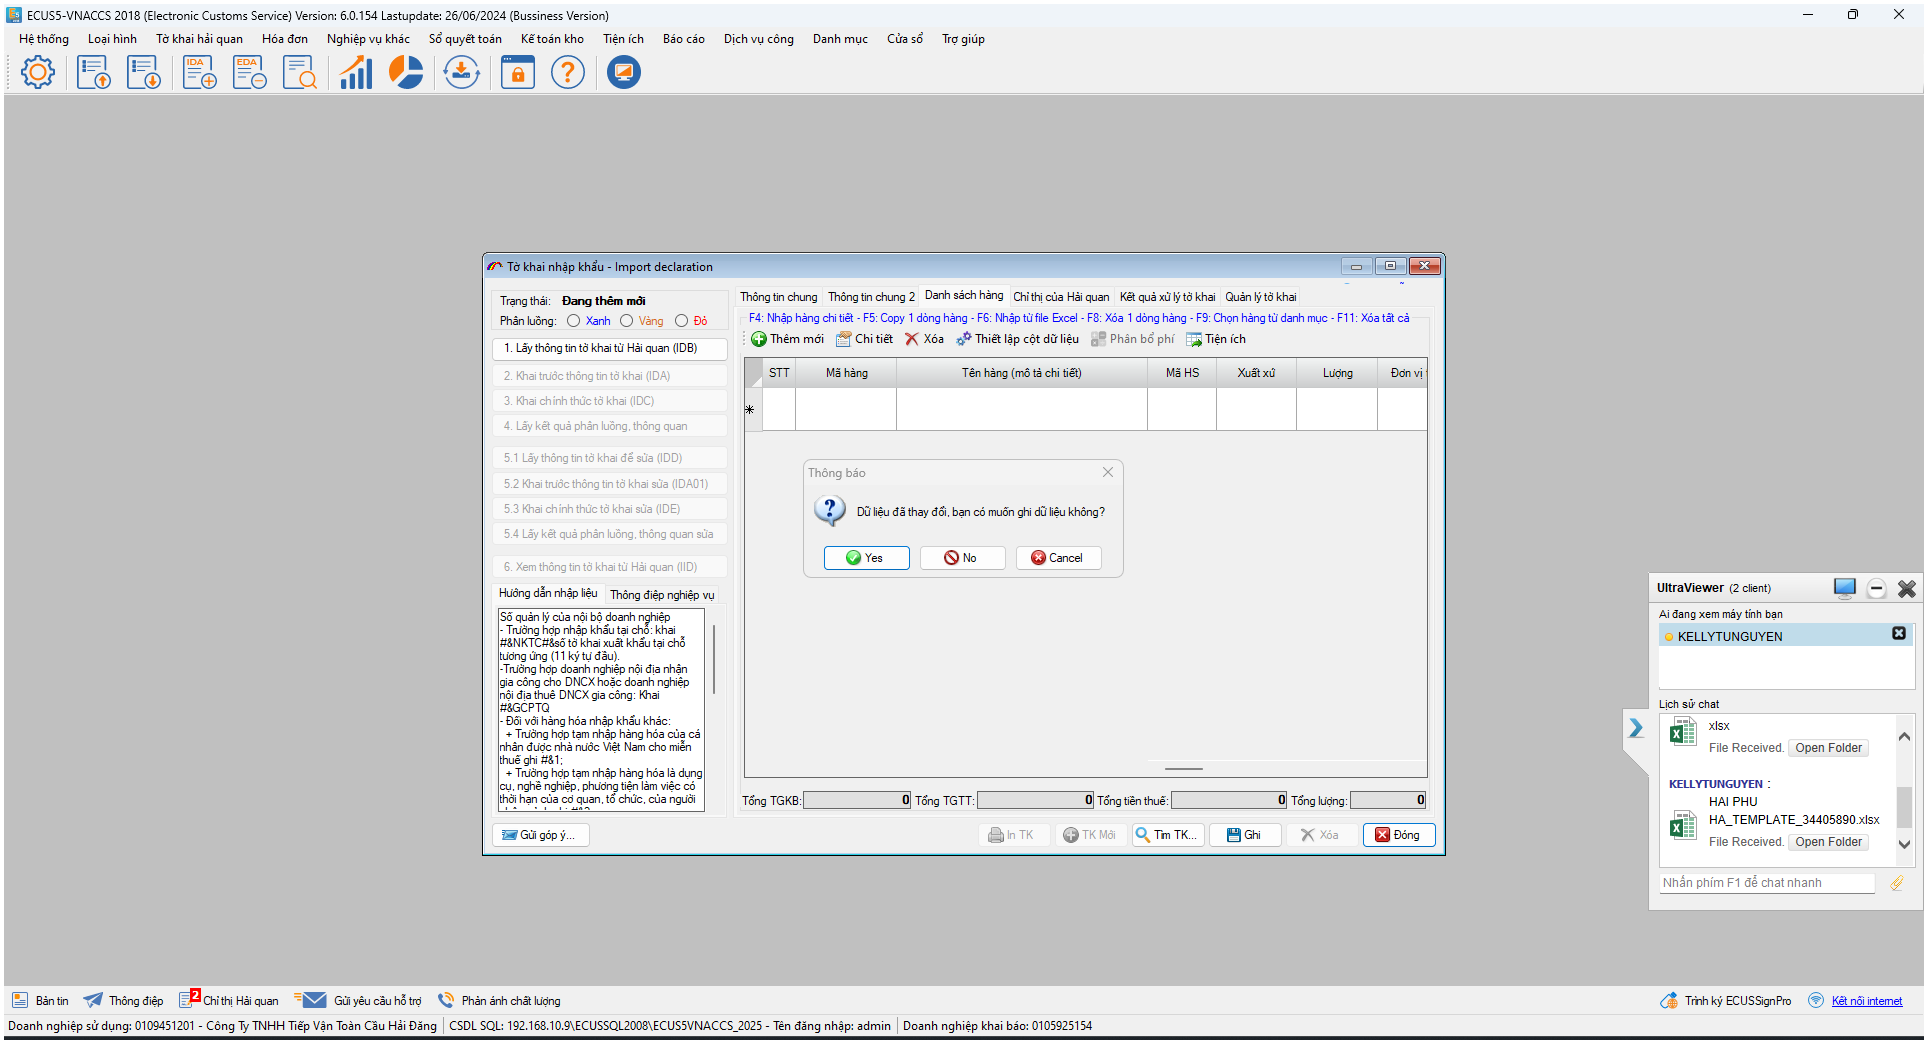 ECUS5-VNACCS 2018 (Electronic Customs Service) Version: 6.0.154 Lastupdate: 26/06/2024 (Bussiness Version)
Hệ thống Loại hình Tờ khai hải quan Hóa đơn Nghiệp vụ khác Sổ quyết toán Kế toán kho Tiện ích Báo cáo Dịch vụ công Danh mục Cửa sổ Trợ giúp
IDA EDA
Tờ khai nhập khẩu - Import declaration
Trạng thái: Đang thêm mới
Phân luồng: Xanh Vàng Đỏ
1. Lấy thông tin tờ khai từ Hải quan (IDB)
2. Khai trước thông tin tờ khai (IDA)
3. Khai chính thức tờ khai (IDC)
4. Lấy kết quả phân luồng, thông quan
5.1 Lấy thông tin tờ khai để sửa (IDD)
5.2 Khai trước thông tin tờ khai sửa (IDA01)
5.3 Khai chính thức tờ khai sửa (IDE)
5.4 Lấy kết quả phân luồng, thông quan sửa
6. Xem thông tin tờ khai từ Hải quan (IID)
Hướng dẫn nhập liệu Thông điệp nghiệp vụ
Số quản lý của nội bộ doanh nghiệp
- Trường hợp nhập khẩu tại chỗ: khai
#&NKTC#&số tờ khai xuất khẩu tại chỗ
tương ứng (11 ký tự đầu).
-Trường hợp doanh nghiệp nội địa nhận
gia công cho DNCX hoặc doanh nghiệp
nội địa thuê DNCX gia công: Khai
#&GCPTQ
- Đối với hàng hóa nhập khẩu khác:
+ Trường hợp tạm nhập hàng hóa của cá
nhân được nhà nước Việt Nam cho miễn
thuế ghi #&1;
+ Trường hợp tạm nhập hàng hóa là dụng
cụ, nghề nghiệp, phương tiện làm việc có
thời hạn của cơ quan, tổ chức, của người
Gửi góp ý...
Thông tin chung Thông tin chung 2 Danh sách hàng Chỉ thị của Hải quan Kết quả xử lý tờ khai Quản lý tờ khai
F4: Nhập hàng chi tiết - F5: Copy 1 dòng hàng - F6: Nhập từ file Excel - F8: Xóa 1 dòng hàng - F9: Chọn hàng từ danh mục - F11: Xóa tất cả
Thêm mới Chi tiết Xóa Thiết lập cột dữ liệu Phân bổ phí Tiện ích
STT Mã hàng Tên hàng (mô tả chi tiết) Mã HS Xuất xứ Lượng Đơn vị
Thông báo
Dữ liệu đã thay đổi, bạn có muốn ghi dữ liệu không?
Yes No Cancel
Tổng TGKB: 0 Tổng TGTT: 0 Tổng tiền thuế: 0 Tổng lượng: 0
In TK TK Mới Tìm TK... Ghi Xóa Đóng
UltraViewer (2 client)
Ai đang xem máy tính bạn
KELLYTUNGUYEN
Lịch sử chat
xlsx
File Received. Open Folder
KELLYTUNGUYEN :
HAI PHU
HA_TEMPLATE_34405890.xlsx
File Received. Open Folder
Nhấn phím F1 để chat nhanh
Bản tin Thông điệp 2 Chỉ thị Hải quan Gửi yêu cầu hỗ trợ Phản ánh chất lượng Trình ký ECUSSignPro Kết nối internet
Doanh nghiệp sử dụng: 0109451201 - Công Ty TNHH Tiếp Vận Toàn Cầu Hải Đăng CSDL SQL: 192.168.10.9\ECUSSQL2008\ECUS5VNACCS_2025 - Tên đăng nhập: admin Doanh nghiệp khai báo: 0105925154